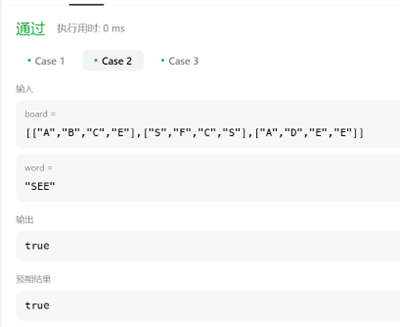 通过 执行用时: 0 ms
Case 1 Case 2 Case 3
输入
board =
[["A","B","C","E"],["S","F","C","S"],["A","D","E","E"]]
word =
"SEE"
输出
true
预期结果
true